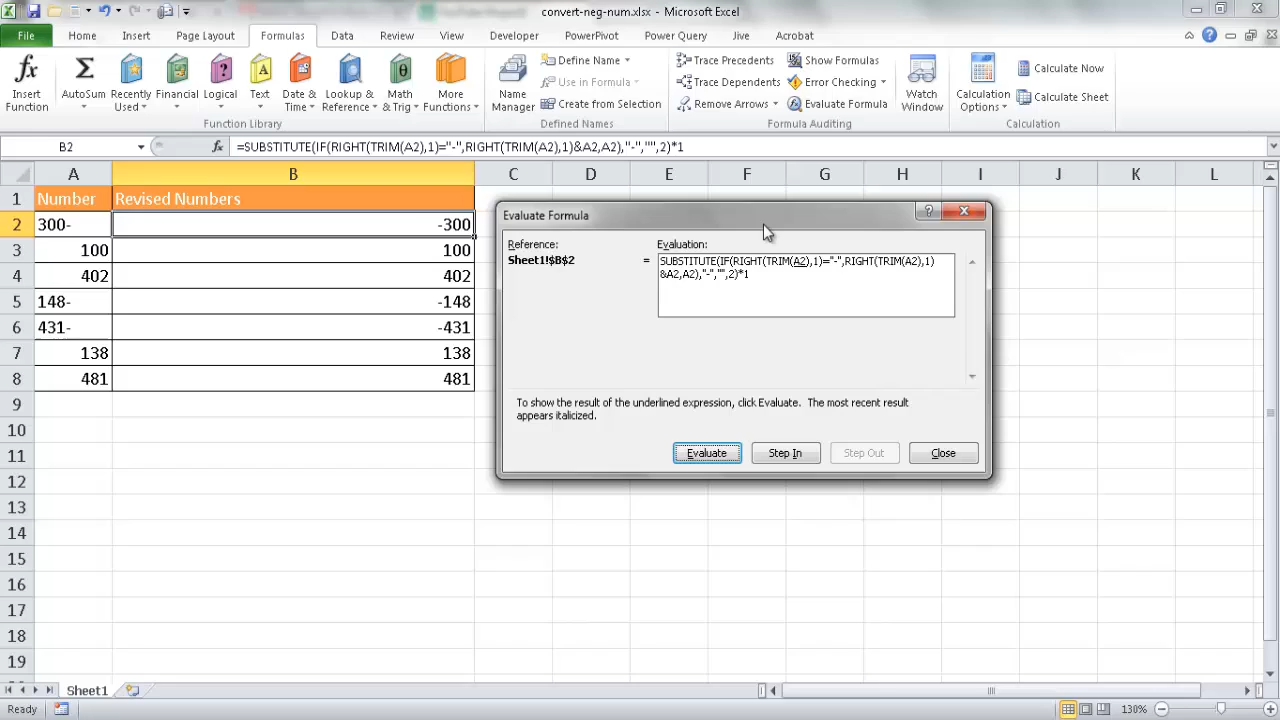 convert-neg-num.xlsx - Microsoft Excel
File Home Insert Page Layout Formulas Data Review View Developer PowerPivot Power Query Jive Acrobat
fx Insert Function
Σ AutoSum
Recently Used
Financial
Logical
Text
Date & Time
Lookup & Reference
Math & Trig
More Functions
Function Library
Name Manager
Define Name
Use in Formula
Create from Selection
Defined Names
Trace Precedents
Trace Dependents
Remove Arrows
Show Formulas
Error Checking
Evaluate Formula
Formula Auditing
Watch Window
Calculation Options
Calculate Now
Calculate Sheet
Calculation
B2 fx =SUBSTITUTE(IF(RIGHT(TRIM(A2),1)="-",RIGHT(TRIM(A2),1)&A2,A2),"-","",2)*1
A B C D E F G H I J K L
1 Number Revised Numbers
2 300- -300
3 100 100
4 402 402
5 148- -148
6 431- -431
7 138 138
8 481 481
9
10
11
12
13
14
15
16
17
18
19
Evaluate Formula
Reference:
Evaluation:
Sheet1!$B$2
= SUBSTITUTE(IF(RIGHT(TRIM(A2),1)="-",RIGHT(TRIM(A2),1)
&A2,A2),"-","",2)*1
To show the result of the underlined expression, click Evaluate. The most recent result
appears italicized.
Evaluate Step In Step Out Close
Sheet1
Ready 130%